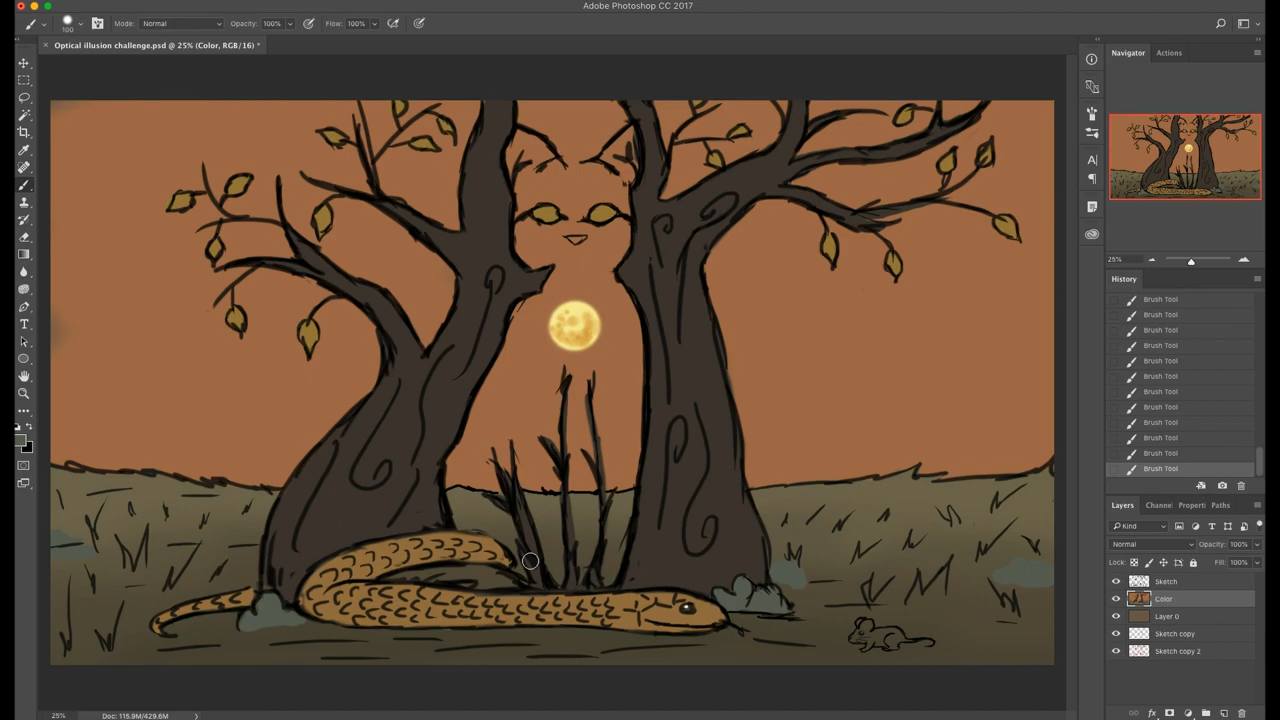 Adobe Photoshop CC 2017
100
Mode: Normal
Opacity: 100%
Flow: 100%
Optical illusion challenge.psd @ 25% (Color, RGB/16) *
Navigator
Actions
25%
History
Brush Tool
Brush Tool
Brush Tool
Brush Tool
Brush Tool
Brush Tool
Brush Tool
Brush Tool
Brush Tool
Brush Tool
Brush Tool
Brush Tool
Layers
Channe
Properti
Paths
Kind
Normal
Opacity: 100%
Lock:
Fill: 100%
Sketch
Color
Layer 0
Sketch copy
Sketch copy 2
25%
Doc: 115.9M/429.6M